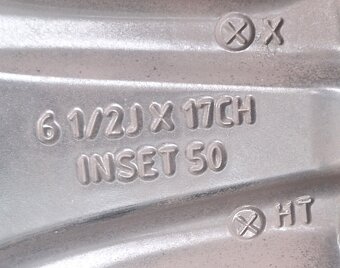 ⓧ X
6 1/2J X 17CH
INSET 50
ⓧ HT